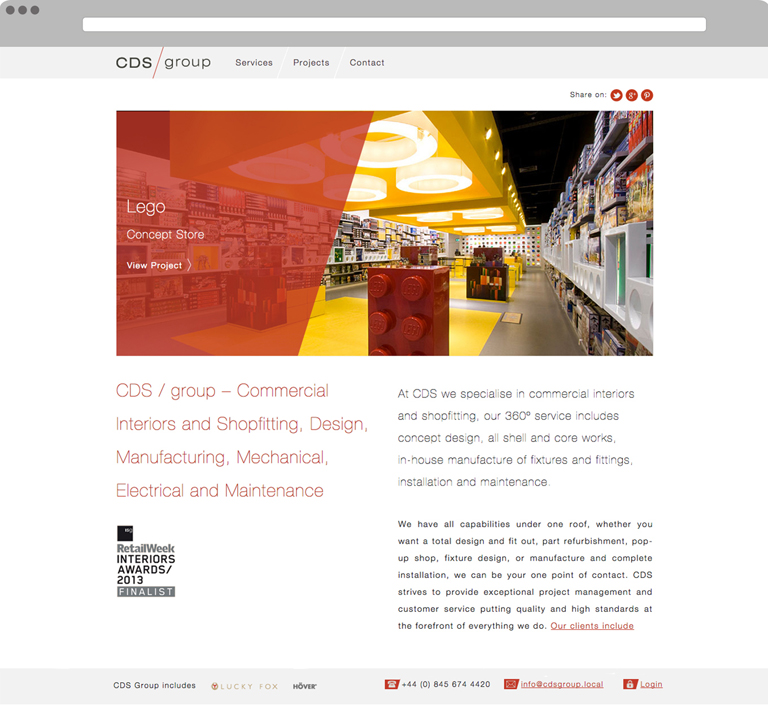 CDS/group
Services
Projects
Contact
Share on:
Lego
Concept Store
View Project
CDS / group – Commercial
Interiors and Shopfitting, Design,
Manufacturing, Mechanical,
Electrical and Maintenance
RetailWeek
INTERIORS
AWARDS/
2013
FINALIST
At CDS we specialise in commercial interiors
and shopfitting, our 360º service includes
concept design, all shell and core works,
in-house manufacture of fixtures and fittings,
installation and maintenance.
We have all capabilities under one roof, whether you
want a total design and fit out, part refurbishment, pop-
up shop, fixture design, or manufacture and complete
installation, we can be your one point of contact. CDS
strives to provide exceptional project management and
customer service putting quality and high standards at
the forefront of everything we do. Our clients include
CDS Group includes
LUCKY FOX
HÖVER
+44 (0) 845 674 4420
info@cdsgroup.local
Login